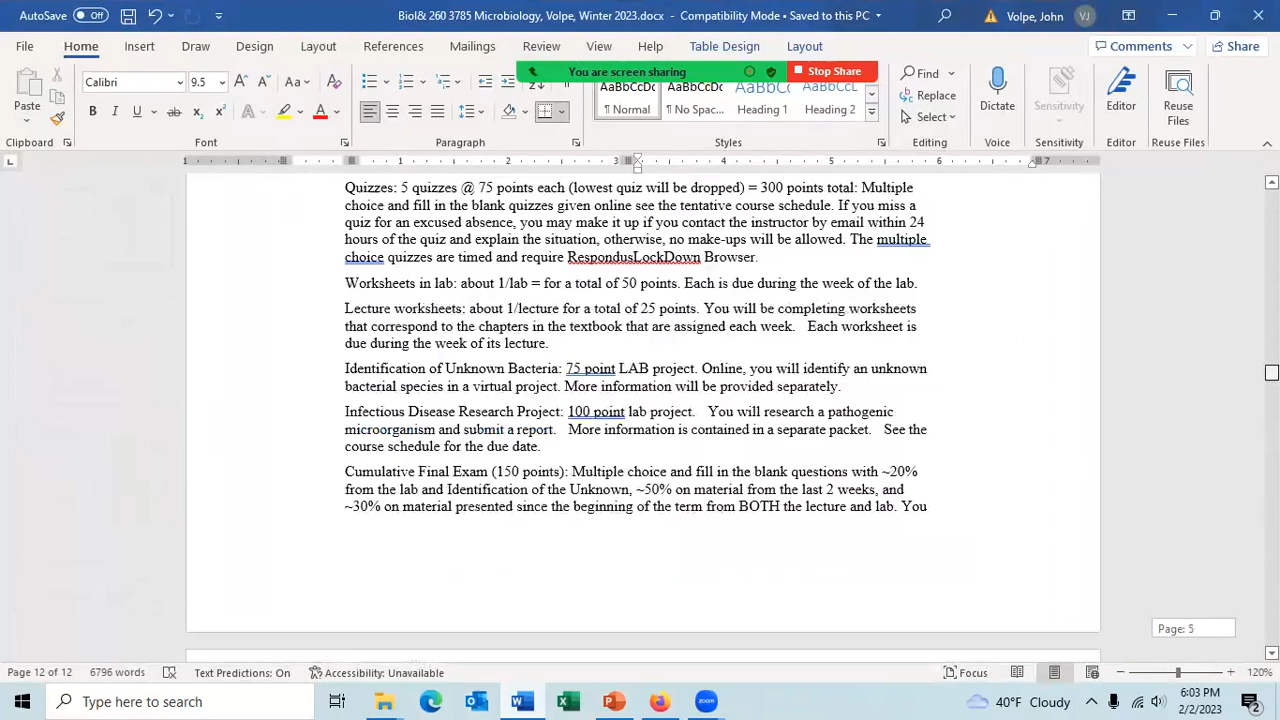 AutoSave Off
Biol& 260 3785 Microbiology, Volpe, Winter 2023.docx - Compatibility Mode • Saved to this PC
Volpe, John VJ
File Home Insert Draw Design Layout References Mailings Review View Help Table Design Layout
Comments Share
You are screen sharing Stop Share
Paste
Calibri 9.5
AaBbCcDc AaBbCcDc AaBbCc AaBbCcL
¶ Normal ¶ No Spac... Heading 1 Heading 2
Find
Replace
Select
Dictate
Sensitivity
Editor
Reuse
Files
Clipboard Font Paragraph Styles Editing Voice Sensitivity Editor Reuse Files
1 1 2 3 4 5 6 7
Quizzes: 5 quizzes @ 75 points each (lowest quiz will be dropped) = 300 points total: Multiple
choice and fill in the blank quizzes given online see the tentative course schedule. If you miss a
quiz for an excused absence, you may make it up if you contact the instructor by email within 24
hours of the quiz and explain the situation, otherwise, no make-ups will be allowed. The multiple
choice quizzes are timed and require RespondusLockDown Browser.
Worksheets in lab: about 1/lab = for a total of 50 points. Each is due during the week of the lab.
Lecture worksheets: about 1/lecture for a total of 25 points. You will be completing worksheets
that correspond to the chapters in the textbook that are assigned each week. Each worksheet is
due during the week of its lecture.
Identification of Unknown Bacteria: 75 point LAB project. Online, you will identify an unknown
bacterial species in a virtual project. More information will be provided separately.
Infectious Disease Research Project: 100 point lab project. You will research a pathogenic
microorganism and submit a report. More information is contained in a separate packet. See the
course schedule for the due date.
Cumulative Final Exam (150 points): Multiple choice and fill in the blank questions with ~20%
from the lab and Identification of the Unknown, ~50% on material from the last 2 weeks, and
~30% on material presented since the beginning of the term from BOTH the lecture and lab. You
Page: 5
Page 12 of 12 6796 words Text Predictions: On Accessibility: Unavailable Focus 120%
Type here to search
40°F Cloudy
6:03 PM
2/2/2023
2